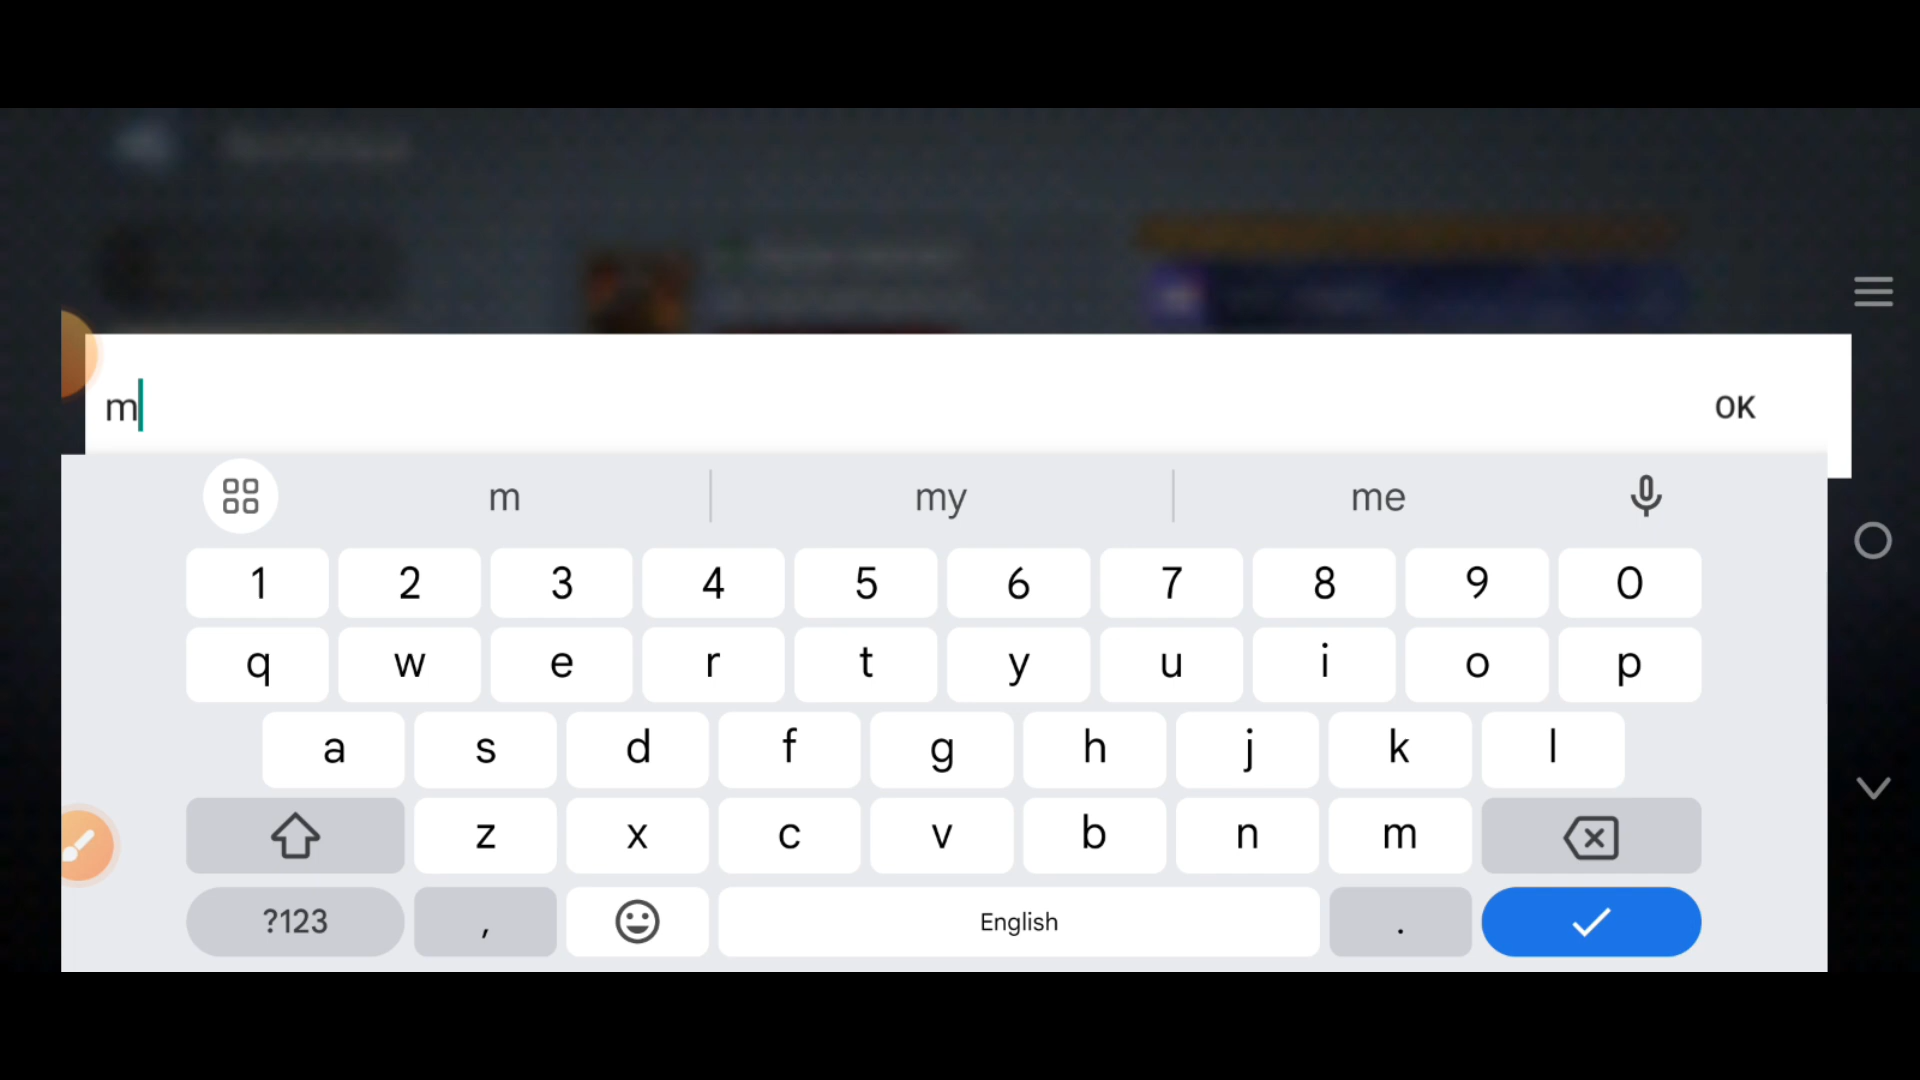 m
OK
m my me
1 2 3 4 5 6 7 8 9 0
q w e r t y u i o p
a s d f g h j k l
z x c v b n m
?123 , English .